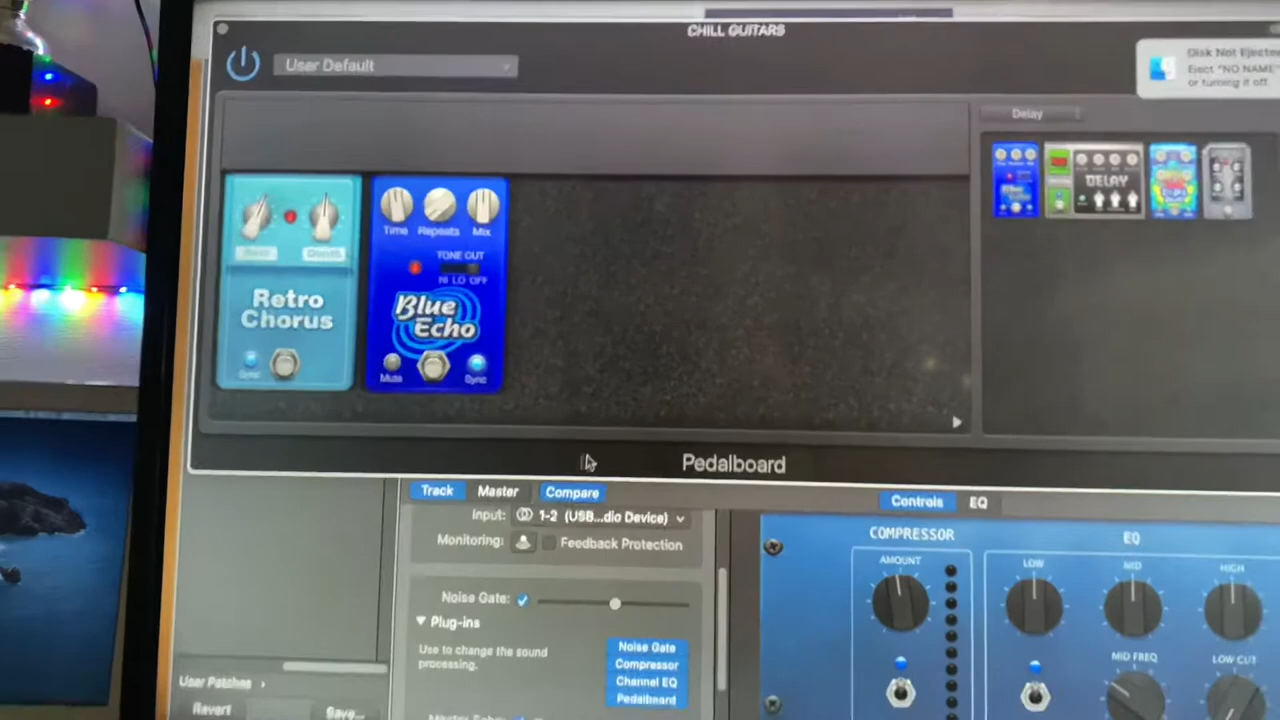 CHILL GUITARS
User Default
Disk Not Ejecte
Eject "NO NAME"
or turning it off.
Delay
DELAY
Time Repeats Mix
TONE CUT
HI LO OFF
Retro
Chorus
Blue
Echo
Sync
Mute
Sync
Pedalboard
Track Master Compare
Controls EQ
Input: 1-2 (USB...dio Device)
Monitoring: Feedback Protection
Noise Gate:
Plug-ins
Use to change the sound
processing.
Noise Gate
Compressor
Channel EQ
Pedalboard
COMPRESSOR
AMOUNT
EQ
LOW MID HIGH
MID FREQ LOW CUT
User Patches
Revert Save...